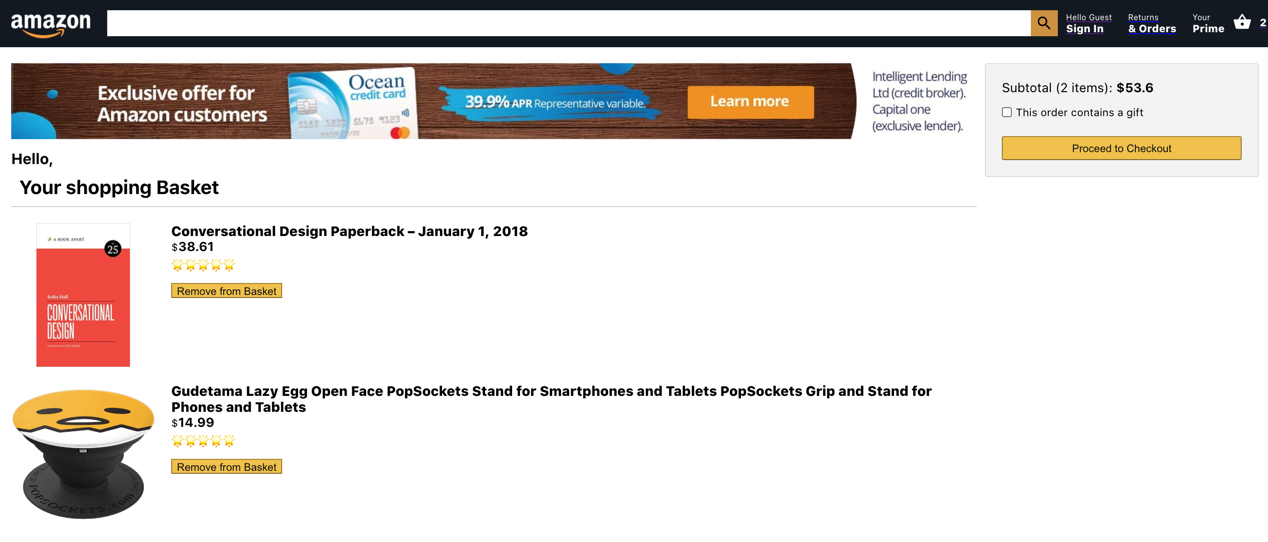 amazon
Hello Guest
Sign In
Returns
& Orders
Your
Prime
2
Exclusive offer for
Amazon customers
Ocean
credit card
39.9% APR Representative variable.
Learn more
Intelligent Lending
Ltd (credit broker).
Capital one
(exclusive lender).
Subtotal (2 items): $53.6
This order contains a gift
Proceed to Checkout
Hello,
Your shopping Basket
A BOOK APART
25
Erika Hall
CONVERSATIONAL
DESIGN
Conversational Design Paperback – January 1, 2018
$38.61
Remove from Basket
Gudetama Lazy Egg Open Face PopSockets Stand for Smartphones and Tablets PopSockets Grip and Stand for
Phones and Tablets
$14.99
Remove from Basket
POPSOCKETS.com